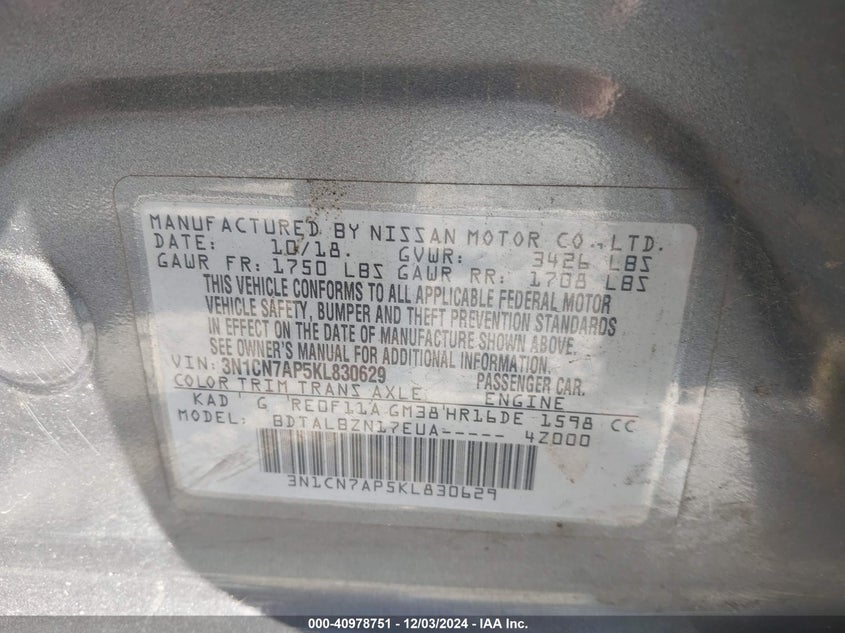 MANUFACTURED BY NISSAN MOTOR CO.,LTD.
DATE: 10/18. GVWR: 3426 LBS
GAWR FR: 1750 LBS GAWR RR: 1708 LBS
THIS VEHICLE CONFORMS TO ALL APPLICABLE FEDERAL MOTOR
VEHICLE SAFETY, BUMPER AND THEFT PREVENTION STANDARDS
IN EFFECT ON THE DATE OF MANUFACTURE SHOWN ABOVE.
SEE OWNER'S MANUAL FOR ADDITIONAL INFORMATION.
VIN: 3N1CN7AP5KL830629 PASSENGER CAR.
COLOR TRIM TRANS AXLE ENGINE
KAD G RE0F11A GM38 HR16DE 1598 CC
MODEL: BDTALBZN17EUA----- 4Z000
3N1CN7AP5KL830629
000-40978751 - 12/03/2024 - IAA Inc.